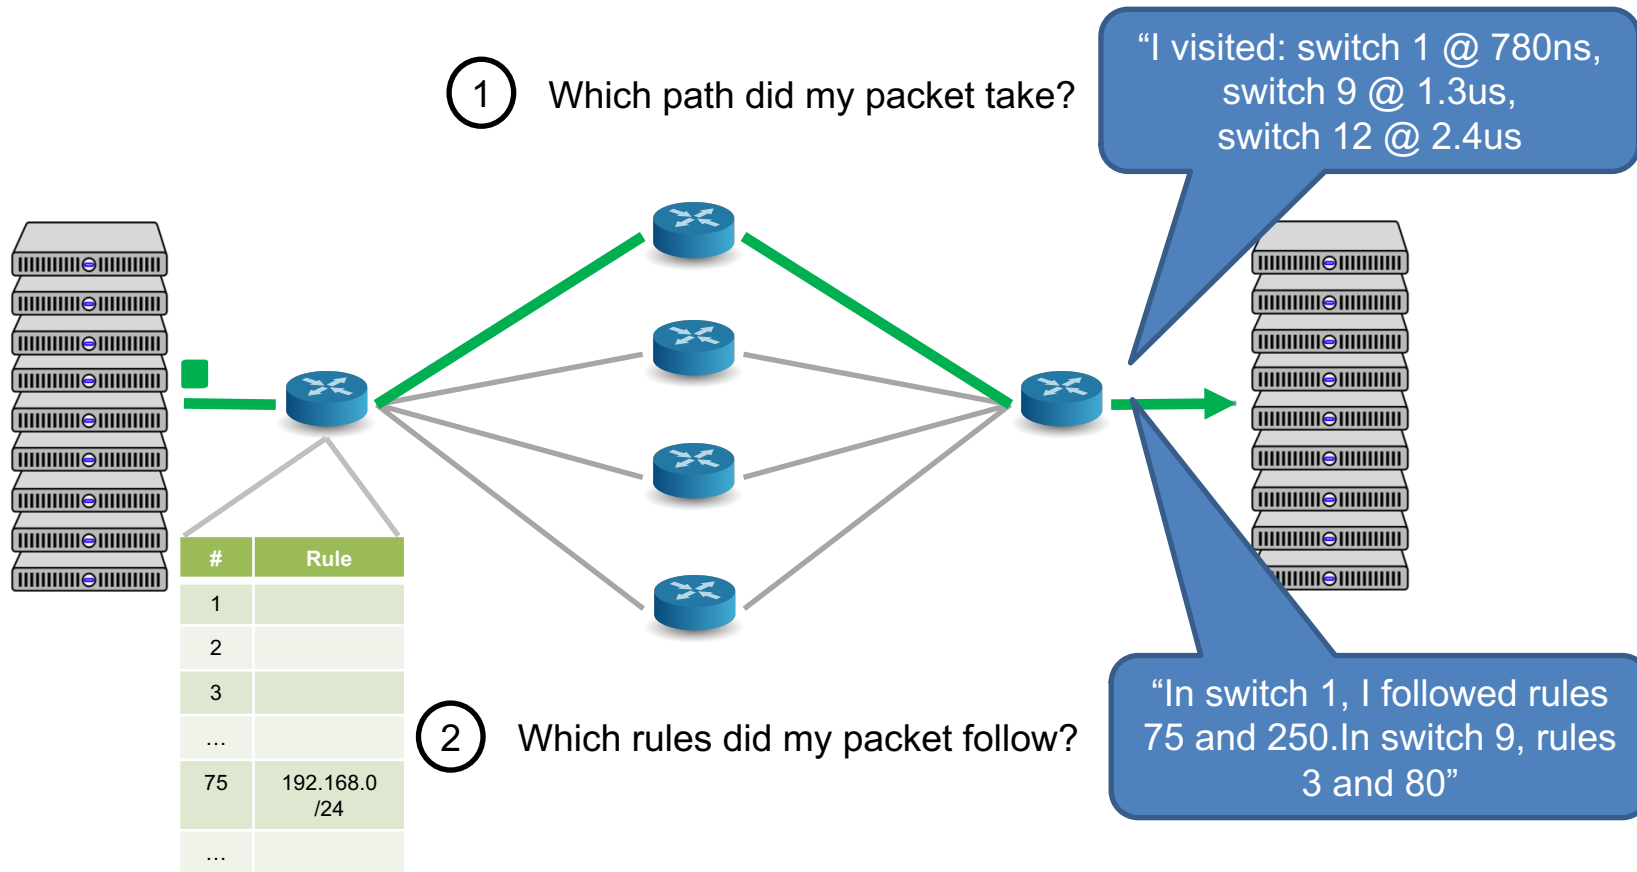 1
Which path did my packet take?
“I visited: switch 1 @ 780ns,
switch 9 @ 1.3us,
switch 12 @ 2.4us
# Rule
1
2
3
…
75 192.168.0
/24
…
2
Which rules did my packet follow?
“In switch 1, I followed rules
75 and 250.In switch 9, rules
3 and 80”